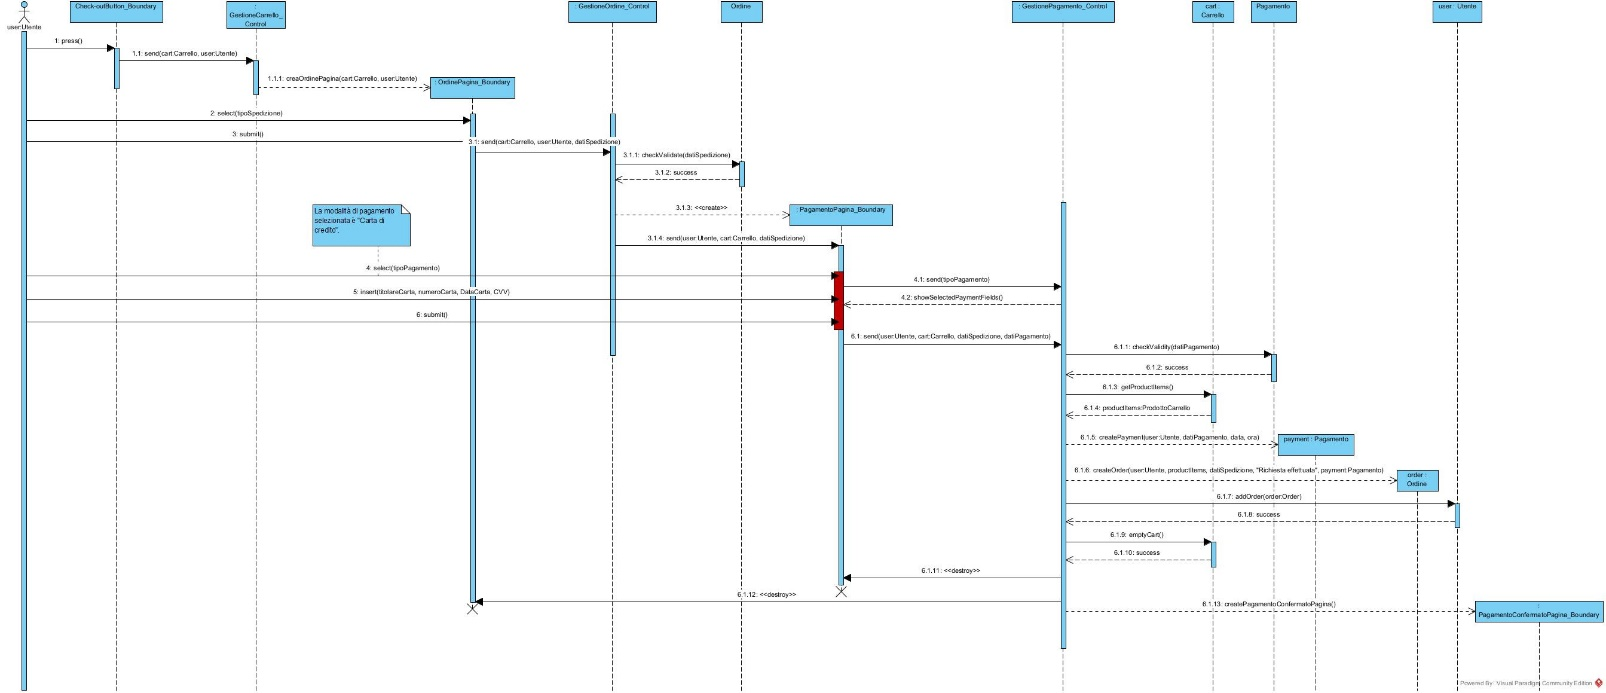 Check-outButton_Boundary
:
GestioneCarrello_
Control
: GestioneOrdine_Control
Ordine
: GestionePagamento_Control
cart :
Carrello
Pagamento
user : Utente
user:Utente
1: press()
1.1: send(cart:Carrello, user:Utente)
1.1.1: creaOrdinePagina(cart:Carrello, user:Utente)
: OrdinePagina_Boundary
2: select(tipoSpedizione)
3: submit()
3.1: send(cart:Carrello, user:Utente, datiSpedizione)
3.1.1: checkValidate(datiSpedizione)
3.1.2: success
3.1.3: <<create>>
: PagamentoPagina_Boundary
La modalità di pagamento
selezionata è "Carta di
credito".
3.1.4: send(user:Utente, cart:Carrello, datiSpedizione)
4: select(tipoPagamento)
4.1: send(tipoPagamento)
5: insert(titolareCarta, numeroCarta, DataCarta, CVV)
4.2: showSelectedPaymentFields()
6: submit()
6.1: send(user:Utente, cart:Carrello, datiSpedizione, datiPagamento)
6.1.1: checkValidity(datiPagamento)
6.1.2: success
6.1.3: getProductItems()
6.1.4: productItems:ProdottoCarrello
6.1.5: createPayment(user:Utente, datiPagamento, data, ora)
payment : Pagamento
6.1.6: createOrder(user:Utente, productItems, datiSpedizione, "Richiesta effettuata", payment:Pagamento)
order :
Ordine
6.1.7: addOrder(order:Order)
6.1.8: success
6.1.9: emptyCart()
6.1.10: success
6.1.11: <<destroy>>
6.1.12: <<destroy>>
6.1.13: createPagamentoConfermatoPagina()
:
PagamentoConfermatoPagina_Boundary
Powered By: Visual Paradigm Community Edition